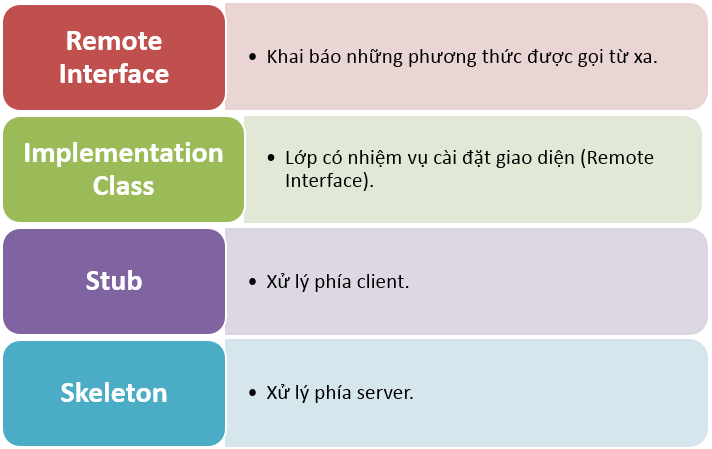 Remote
Interface
• Khai báo những phương thức được gọi từ xa.
Implementation
Class
• Lớp có nhiệm vụ cài đặt giao diện (Remote
Interface).
Stub
• Xử lý phía client.
Skeleton
• Xử lý phía server.